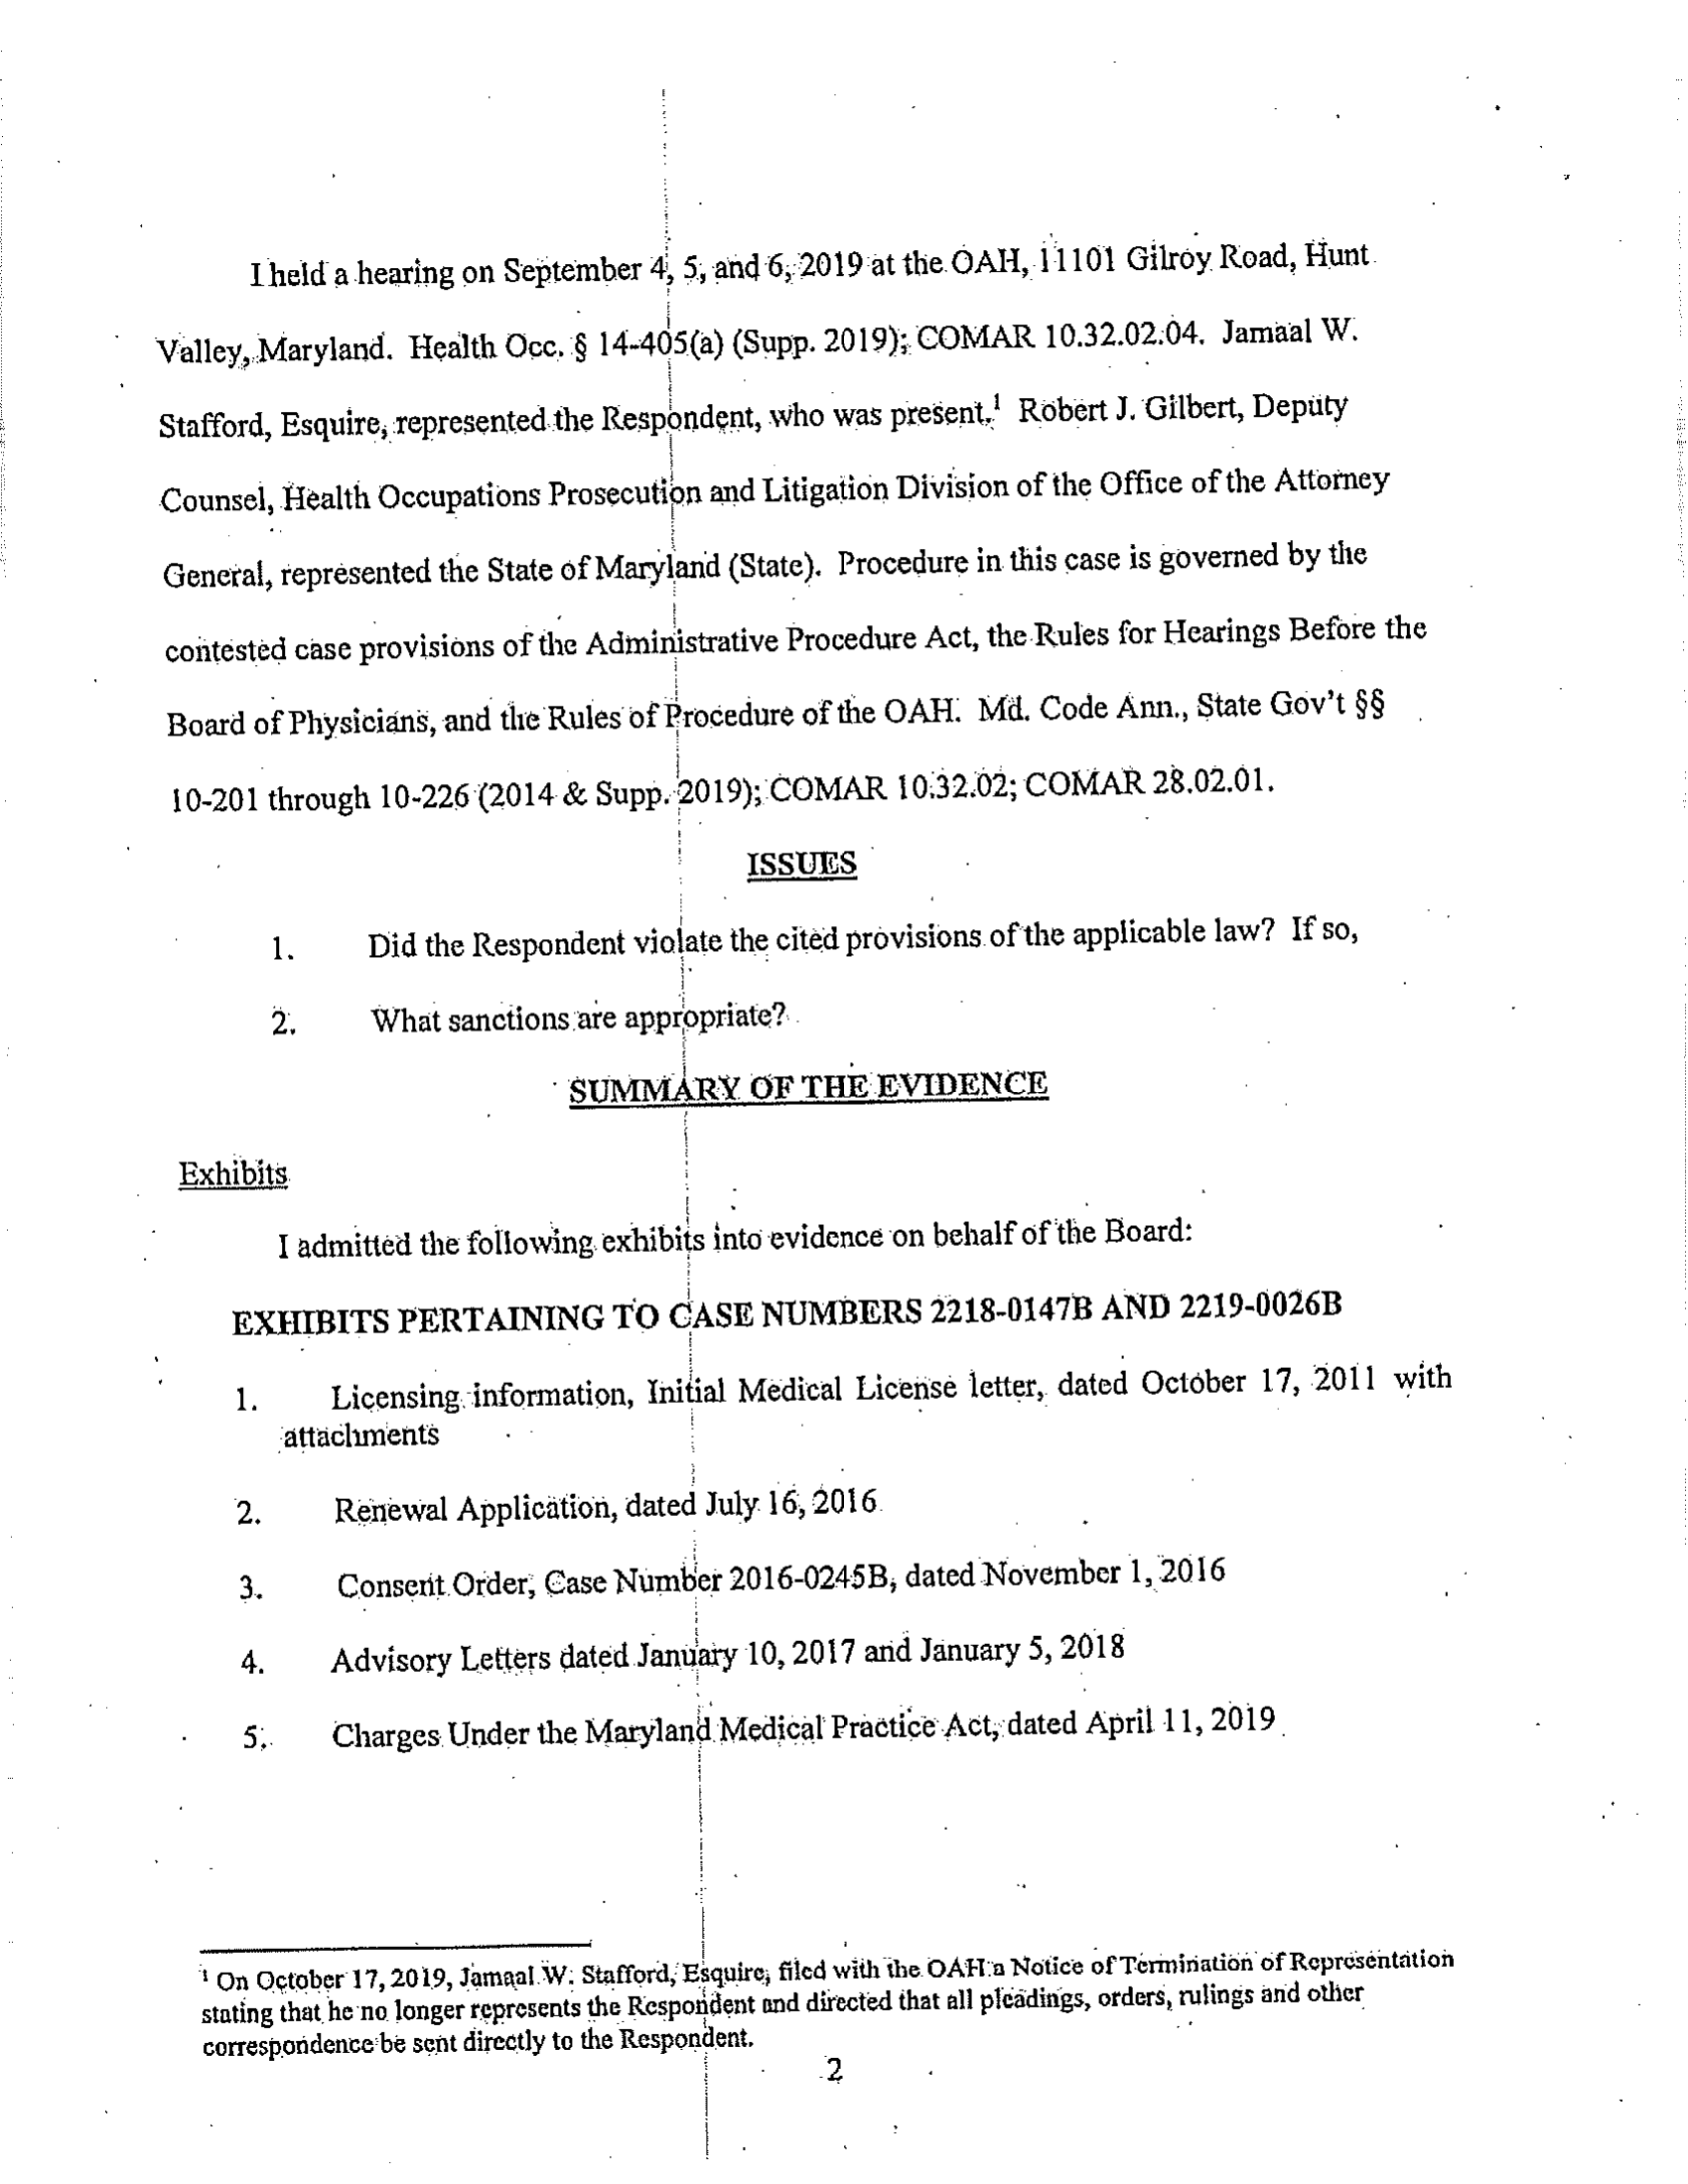 I held a hearing on September 4, 5, and 6, 2019 at the OAH, 11101 Gilroy Road, Hunt
Valley, Maryland. Health Occ. § 14-405(a) (Supp. 2019); COMAR 10.32.02.04. Jamaal W.
Stafford, Esquire, represented the Respondent, who was present.¹ Robert J. Gilbert, Deputy
Counsel, Health Occupations Prosecution and Litigation Division of the Office of the Attorney
General, represented the State of Maryland (State). Procedure in this case is governed by the
contested case provisions of the Administrative Procedure Act, the Rules for Hearings Before the
Board of Physicians, and the Rules of Procedure of the OAH. Md. Code Ann., State Gov't §§
10-201 through 10-226 (2014 & Supp. 2019); COMAR 10.32.02; COMAR 28.02.01.
ISSUES
1. Did the Respondent violate the cited provisions of the applicable law? If so,
2. What sanctions are appropriate?
SUMMARY OF THE EVIDENCE
Exhibits
I admitted the following exhibits into evidence on behalf of the Board:
EXHIBITS PERTAINING TO CASE NUMBERS 2218-0147B AND 2219-0026B
1. Licensing information, Initial Medical License letter, dated October 17, 2011 with
attachments
2. Renewal Application, dated July 16, 2016
3. Consent Order, Case Number 2016-0245B, dated November 1, 2016
4. Advisory Letters dated January 10, 2017 and January 5, 2018
5. Charges Under the Maryland Medical Practice Act, dated April 11, 2019
¹ On October 17, 2019, Jamaal W. Stafford, Esquire, filed with the OAH a Notice of Termination of Representation
stating that he no longer represents the Respondent and directed that all pleadings, orders, rulings and other
correspondence be sent directly to the Respondent.
2